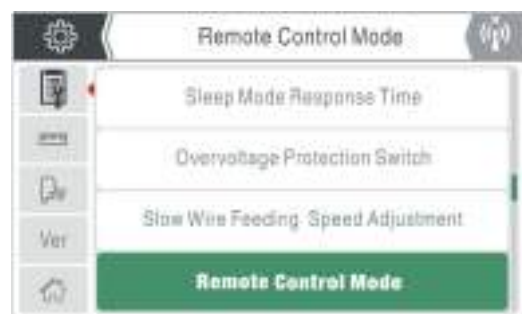 Remote Control Mode
Sleep Mode Response Time
Overvoltage Protection Switch
Slow Wire Feeding Speed Adjustment
Ver
Remote Control Mode